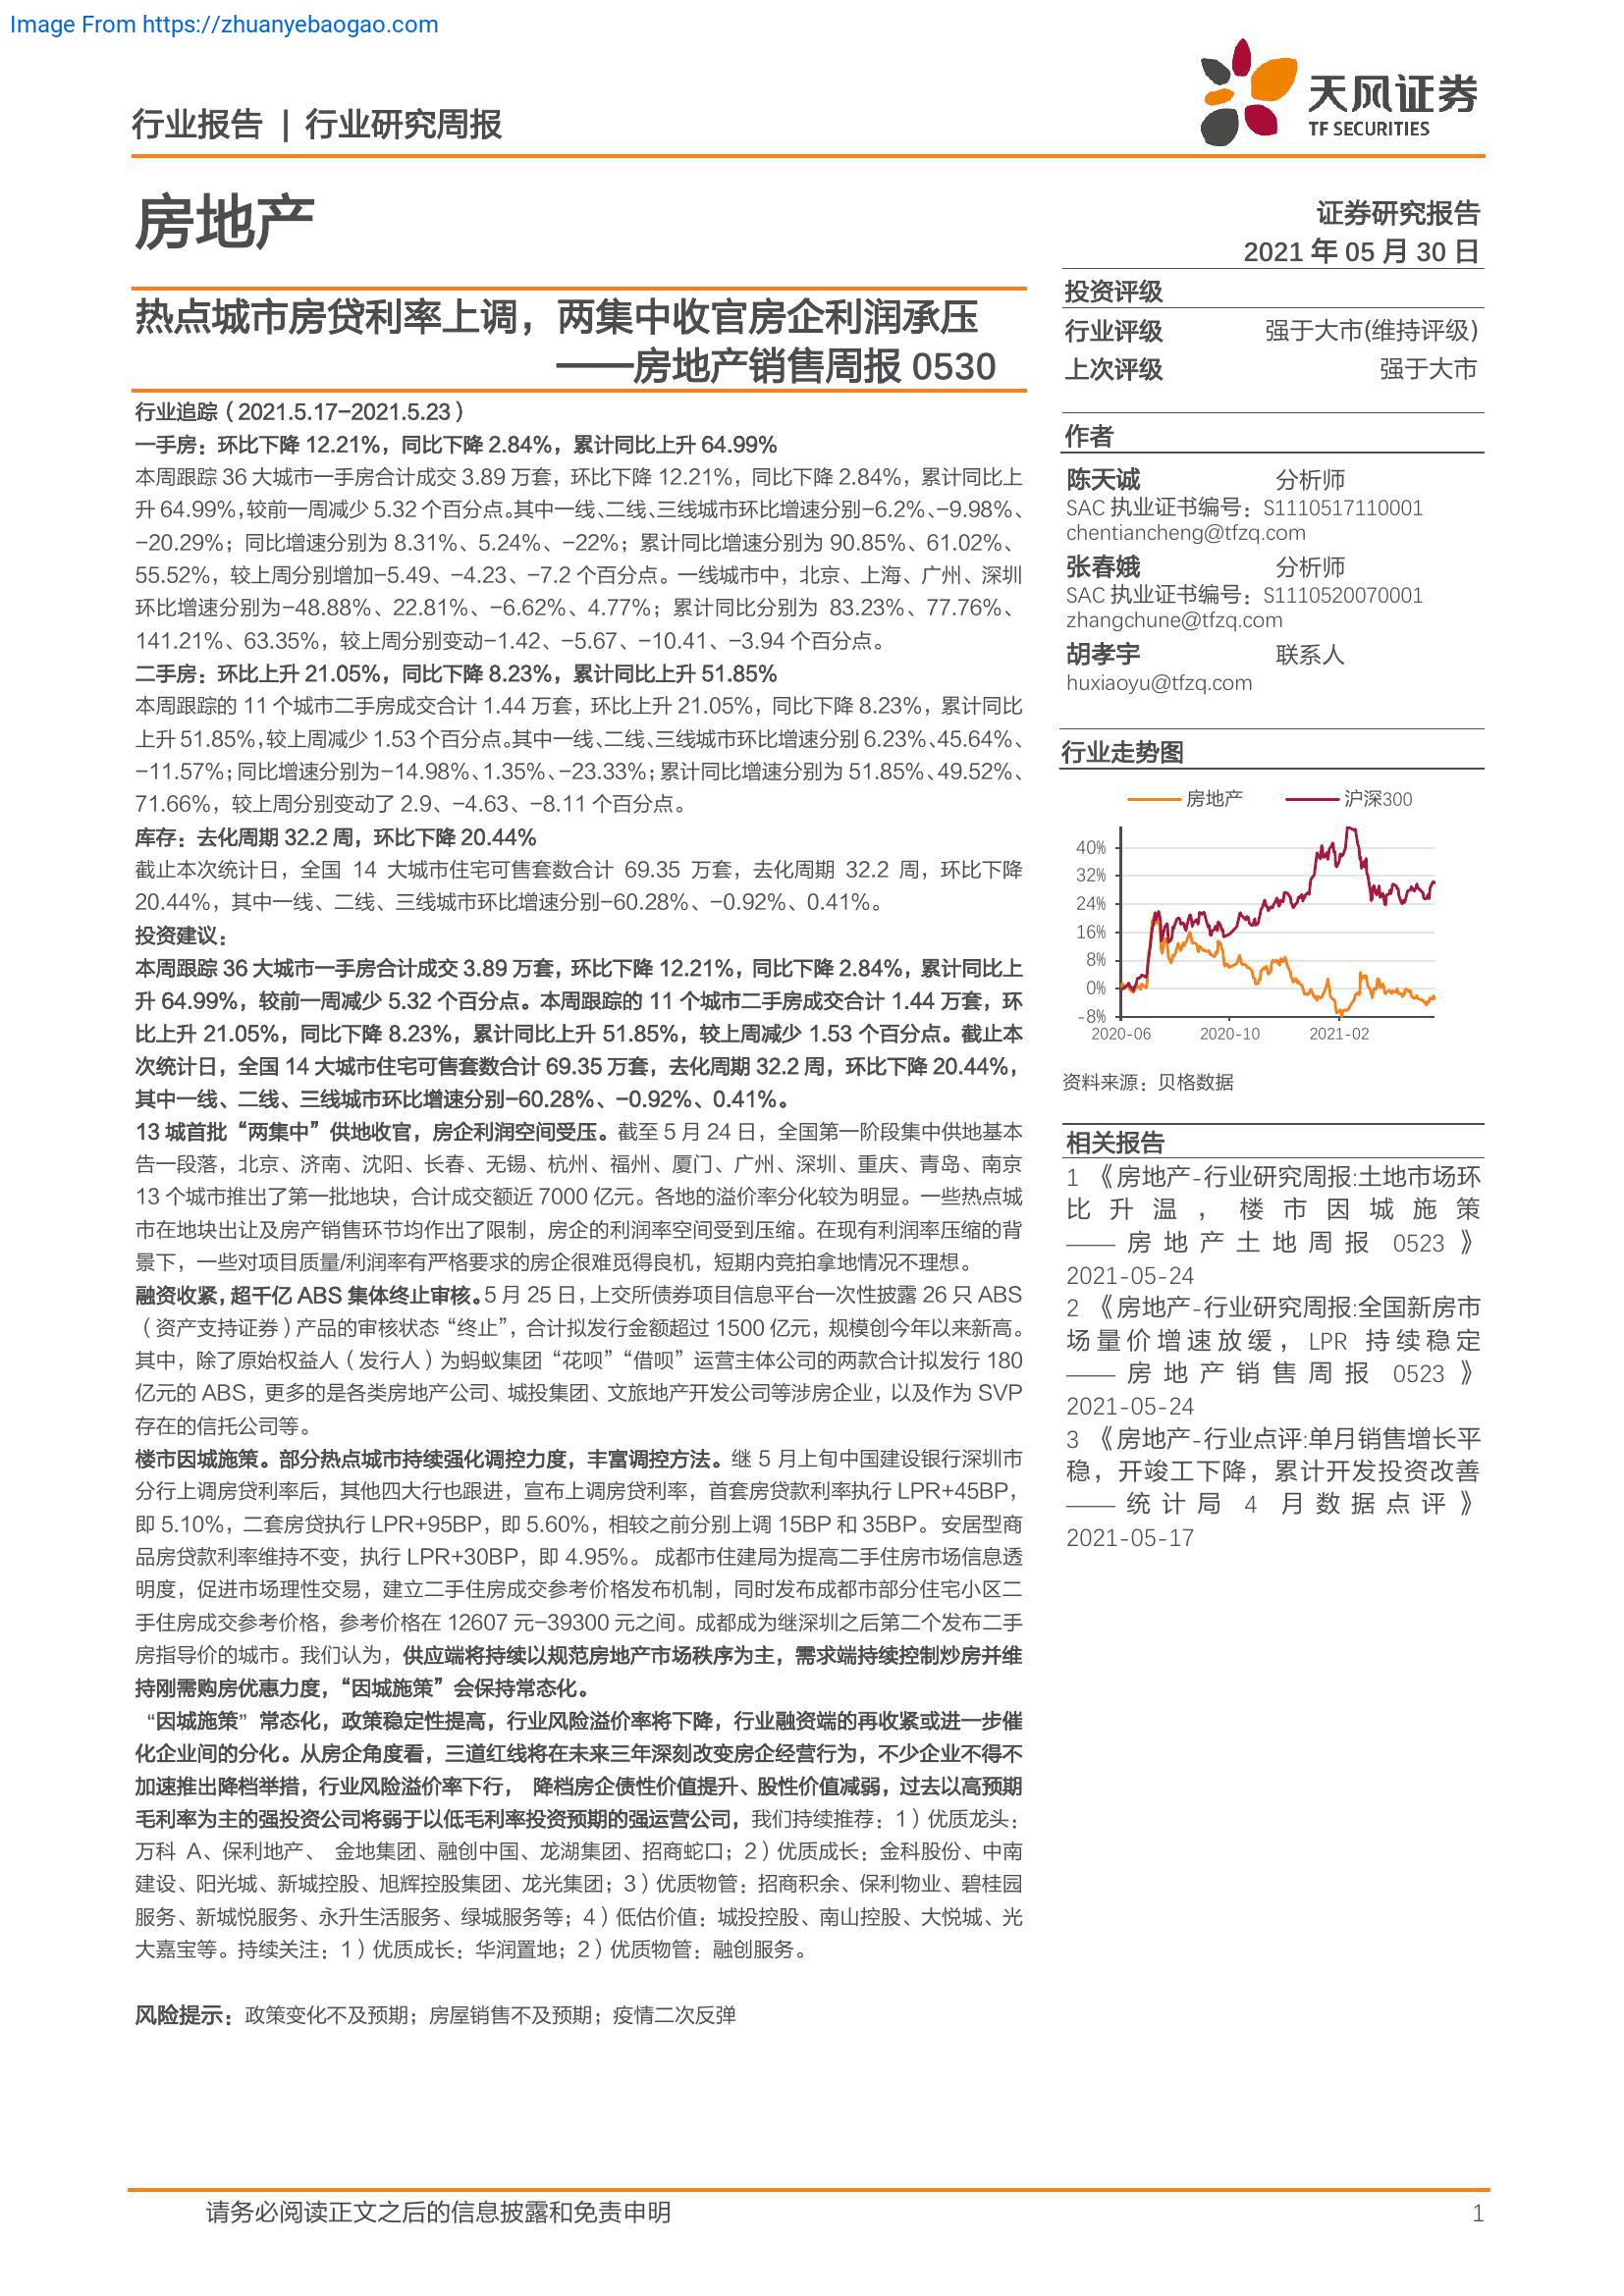 Image From https://zhuanyebaogao.com
行业报告 | 行业研究周报
天风证券
TF SECURITIES
房地产
证券研究报告
2021 年 05 月 30 日
热点城市房贷利率上调，两集中收官房企利润承压
——房地产销售周报 0530
行业追踪（2021.5.17-2021.5.23）
一手房：环比下降 12.21%，同比下降 2.84%，累计同比上升 64.99%
本周跟踪 36 大城市一手房合计成交 3.89 万套，环比下降 12.21%，同比下降 2.84%，累计同比上
升 64.99%，较前一周减少 5.32 个百分点。其中一线、二线、三线城市环比增速分别-6.2%、-9.98%、
-20.29%；同比增速分别为 8.31%、5.24%、-22%；累计同比增速分别为 90.85%、61.02%、
55.52%，较上周分别增加-5.49、-4.23、-7.2 个百分点。一线城市中，北京、上海、广州、深圳
环比增速分别为-48.88%、22.81%、-6.62%、4.77%；累计同比分别为 83.23%、77.76%、
141.21%、63.35%，较上周分别变动-1.42、-5.67、-10.41、-3.94 个百分点。
二手房：环比上升 21.05%，同比下降 8.23%，累计同比上升 51.85%
本周跟踪的 11 个城市二手房成交合计 1.44 万套，环比上升 21.05%，同比下降 8.23%，累计同比
上升 51.85%，较上周减少 1.53 个百分点。其中一线、二线、三线城市环比增速分别 6.23%、45.64%、
-11.57%；同比增速分别为-14.98%、1.35%、-23.33%；累计同比增速分别为 51.85%、49.52%、
71.66%，较上周分别变动了 2.9、-4.63、-8.11 个百分点。
库存：去化周期 32.2 周，环比下降 20.44%
截止本次统计日，全国 14 大城市住宅可售套数合计 69.35 万套，去化周期 32.2 周，环比下降
20.44%，其中一线、二线、三线城市环比增速分别-60.28%、-0.92%、0.41%。
投资建议：
本周跟踪 36 大城市一手房合计成交 3.89 万套，环比下降 12.21%，同比下降 2.84%，累计同比上
升 64.99%，较前一周减少 5.32 个百分点。本周跟踪的 11 个城市二手房成交合计 1.44 万套，环
比上升 21.05%，同比下降 8.23%，累计同比上升 51.85%，较上周减少 1.53 个百分点。截止本
次统计日，全国 14 大城市住宅可售套数合计 69.35 万套，去化周期 32.2 周，环比下降 20.44%，
其中一线、二线、三线城市环比增速分别-60.28%、-0.92%、0.41%。
13 城首批“两集中”供地收官，房企利润空间受压。截至 5 月 24 日，全国第一阶段集中供地基本
告一段落，北京、济南、沈阳、长春、无锡、杭州、福州、厦门、广州、深圳、重庆、青岛、南京
13 个城市推出了第一批地块，合计成交额近 7000 亿元。各地的溢价率分化较为明显。一些热点城
市在地块出让及房产销售环节均作出了限制，房企的利润率空间受到压缩。在现有利润率压缩的背
景下，一些对项目质量/利润率有严格要求的房企很难觅得良机，短期内竞拍拿地情况不理想。
融资收紧，超千亿 ABS 集体终止审核。5 月 25 日，上交所债券项目信息平台一次性披露 26 只 ABS
（资产支持证券）产品的审核状态“终止”，合计拟发行金额超过 1500 亿元，规模创今年以来新高。
其中，除了原始权益人（发行人）为蚂蚁集团“花呗”“借呗”运营主体公司的两款合计拟发行 180
亿元的 ABS，更多的是各类房地产公司、城投集团、文旅地产开发公司等涉房企业，以及作为 SVP
存在的信托公司等。
楼市因城施策。部分热点城市持续强化调控力度，丰富调控方法。继 5 月上旬中国建设银行深圳市
分行上调房贷利率后，其他四大行也跟进，宣布上调房贷利率，首套房贷款利率执行 LPR+45BP，
即 5.10%，二套房贷执行 LPR+95BP，即 5.60%，相较之前分别上调 15BP 和 35BP。 安居型商
品房贷款利率维持不变，执行 LPR+30BP，即 4.95%。 成都市住建局为提高二手住房市场信息透
明度，促进市场理性交易，建立二手住房成交参考价格发布机制，同时发布成都市部分住宅小区二
手住房成交参考价格，参考价格在 12607 元-39300 元之间。成都成为继深圳之后第二个发布二手
房指导价的城市。我们认为，供应端将持续以规范房地产市场秩序为主，需求端持续控制炒房并维
持刚需购房优惠力度，“因城施策”会保持常态化。
“因城施策”常态化，政策稳定性提高，行业风险溢价率将下降，行业融资端的再收紧或进一步催
化企业间的分化。从房企角度看，三道红线将在未来三年深刻改变房企经营行为，不少企业不得不
加速推出降档举措，行业风险溢价率下行， 降档房企债性价值提升、股性价值减弱，过去以高预期
毛利率为主的强投资公司将弱于以低毛利率投资预期的强运营公司，我们持续推荐：1）优质龙头：
万科 A、保利地产、 金地集团、融创中国、龙湖集团、招商蛇口；2）优质成长：金科股份、中南
建设、阳光城、新城控股、旭辉控股集团、龙光集团；3）优质物管：招商积余、保利物业、碧桂园
服务、新城悦服务、永升生活服务、绿城服务等；4）低估价值：城投控股、南山控股、大悦城、光
大嘉宝等。持续关注：1）优质成长：华润置地；2）优质物管：融创服务。
风险提示：政策变化不及预期；房屋销售不及预期；疫情二次反弹
投资评级
行业评级 强于大市(维持评级)
上次评级 强于大市
作者
陈天诚 分析师
SAC 执业证书编号：S1110517110001
chentiancheng@tfzq.com
张春娥 分析师
SAC 执业证书编号：S1110520070001
zhangchune@tfzq.com
胡孝宇 联系人
huxiaoyu@tfzq.com
行业走势图
房地产 沪深300
40%
32%
24%
16%
8%
0%
-8%
2020-06 2020-10 2021-02
资料来源：贝格数据
相关报告
1 《房地产-行业研究周报:土地市场环
比升温，楼市因城施策
——房地产土地周报 0523》
2021-05-24
2 《房地产-行业研究周报:全国新房市
场量价增速放缓，LPR 持续稳定
——房地产销售周报 0523》
2021-05-24
3 《房地产-行业点评:单月销售增长平
稳，开竣工下降，累计开发投资改善
——统计局 4 月数据点评》
2021-05-17
请务必阅读正文之后的信息披露和免责申明 1